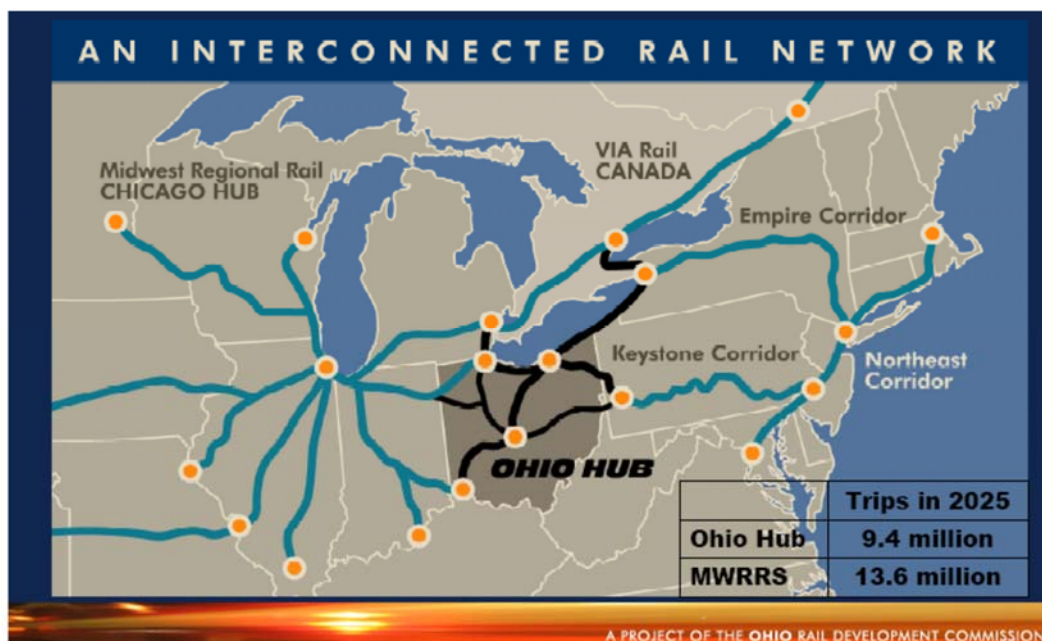 AN INTERCONNECTED RAIL NETWORK
VIA Rail
CANADA
Midwest Regional Rail
CHICAGO HUB
Empire Corridor
Keystone Corridor
Northeast
Corridor
OHIO HUB
Trips in 2025
Ohio Hub 9.4 million
MWRRS 13.6 million
A PROJECT OF THE OHIO RAIL DEVELOPMENT COMMISSION